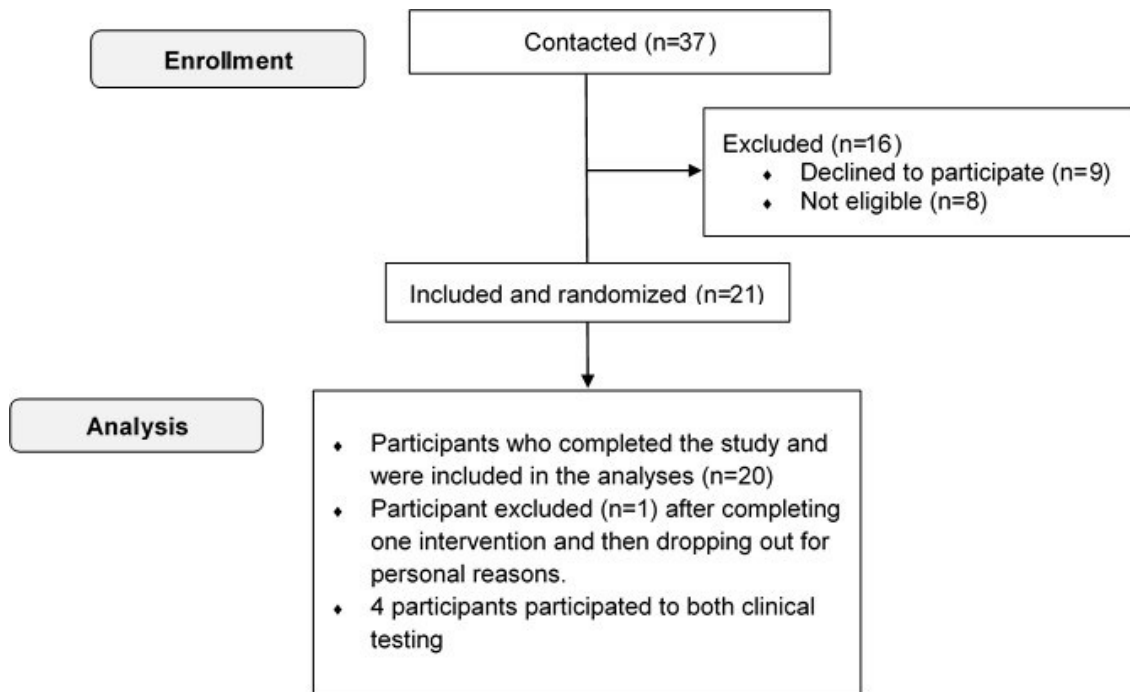 Enrollment
Contacted (n=37)
Excluded (n=16)
♦ Declined to participate (n=9)
♦ Not eligible (n=8)
Included and randomized (n=21)
Analysis
♦ Participants who completed the study and
were included in the analyses (n=20)
♦ Participant excluded (n=1) after completing
one intervention and then dropping out for
personal reasons.
♦ 4 participants participated to both clinical
testing